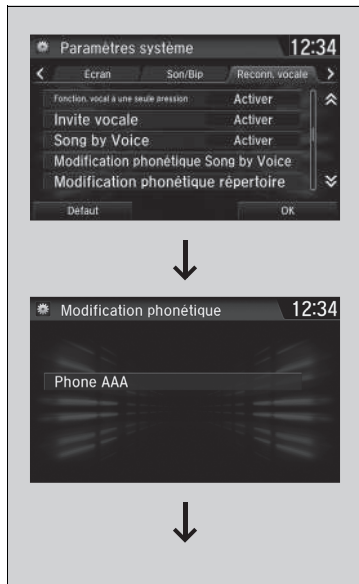 Paramètres système 12:34
Écran Son/Bip Reconn. vocale
Fonction. vocal à une seule pression Activer
Invite vocale Activer
Song by Voice Activer
Modification phonétique Song by Voice
Modification phonétique répertoire
Défaut OK
Modification phonétique 12:34
Phone AAA